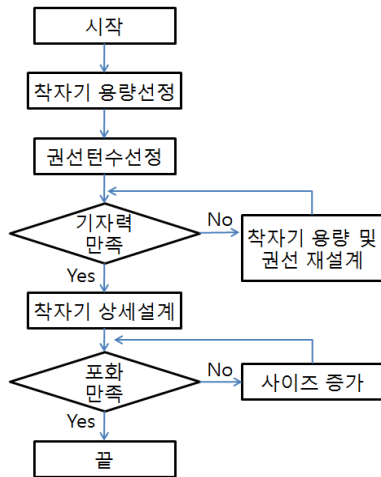 시작
착자기 용량선정
권선턴수선정
기자력
만족
No
착자기 용량 및
권선 재설계
Yes
착자기 상세설계
포화
만족
No
사이즈 증가
Yes
끝